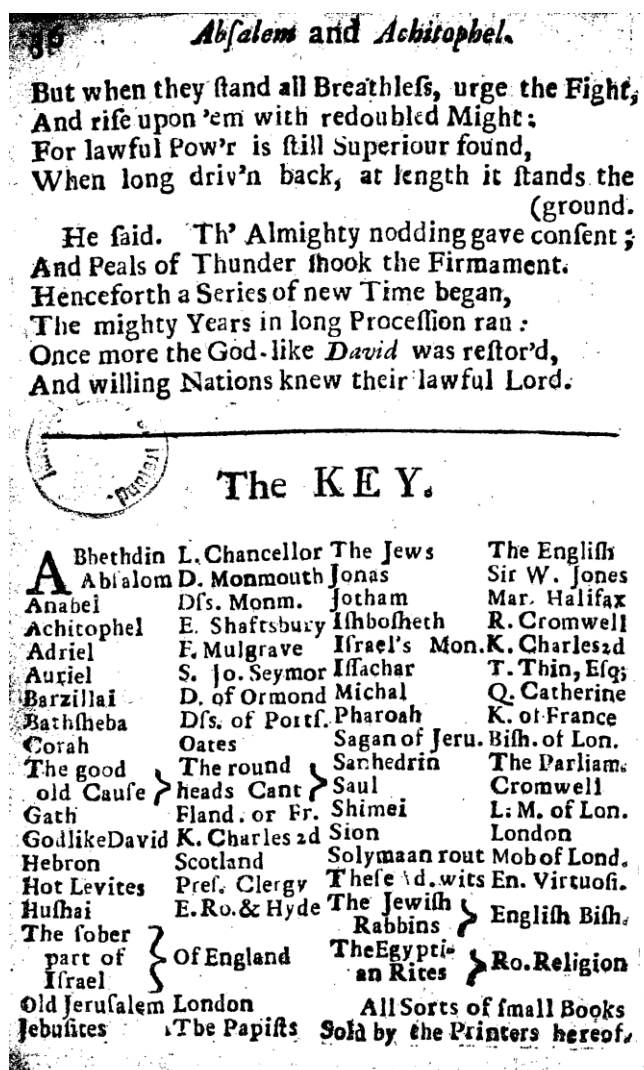 36 Abſalem and Achitophel.
But when they ſtand all Breathleſs, urge the Fight,
And riſe upon 'em with redoubled Might:
For lawful Pow'r is ſtill Superiour found,
When long driv'n back, at length it ſtands the
(ground.
He ſaid. Th' Almighty nodding gave conſent;
And Peals of Thunder ſhook the Firmament.
Henceforth a Series of new Time began,
The mighty Years in long Proceſſion ran:
Once more the God-like David was reſtor'd,
And willing Nations knew their lawful Lord.
The KEY.
ABbethdin L. Chancellor
Abſalom D. Monmouth
Anabel Dſs. Monm.
Achitophel E. Shaftsbury
Adriel F. Mulgrave
Auriel S. Jo. Seymor
Barzillai D. of Ormond
Bathſheba Dſs. of Portſ.
Corah Oates
The good } The round }
old Cauſe } heads Cant }
Gath Fland. or Fr.
GodlikeDavid K. Charles 2d
Hebron Scotland
Hot Levites Preſ. Clergy
Huſhai E.Ro.& Hyde
The ſober }
part of } Of England
Iſrael }
Old Jeruſalem London
Jebuſites The Papiſts
The Jews The Engliſh
Jonas Sir W. Jones
Jotham Mar. Halifax
Iſhboſheth R. Cromwell
Iſrael's Mon. K. Charles2d
Iſſachar T. Thin, Eſq;
Michal Q. Catherine
Pharoah K. of France
Sagan of Jeru. Biſh. of Lon.
Sanhedrin The Parliam.
Saul Cromwell
Shimei L. M. of Lon.
Sion London
Solymaan rout Mob of Lond.
Theſe d. wits En. Virtuoſi.
The Jewiſh }
Rabbins } Engliſh Biſh.
TheEgypti- }
an Rites } Ro. Religion
All Sorts of ſmall Books
Sold by the Printers hereof.